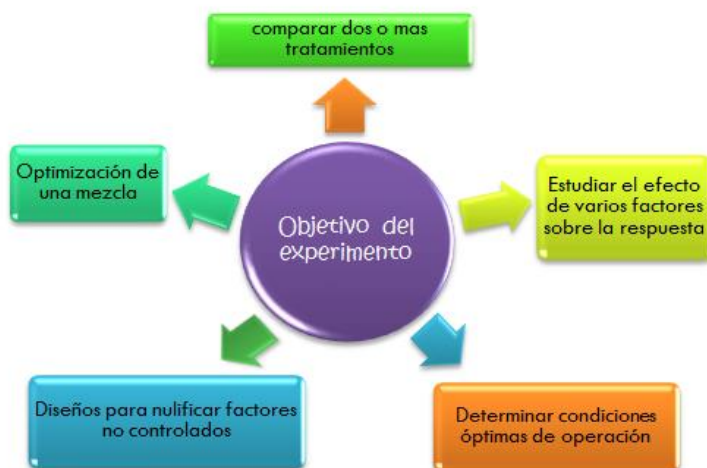 comparar dos o mas
tratamientos
Optimización de
una mezcla
Estudiar el efecto
de varios factores
sobre la respuesta
Objetivo del
experimento
Diseños para nulificar factores
no controlados
Determinar condiciones
óptimas de operación